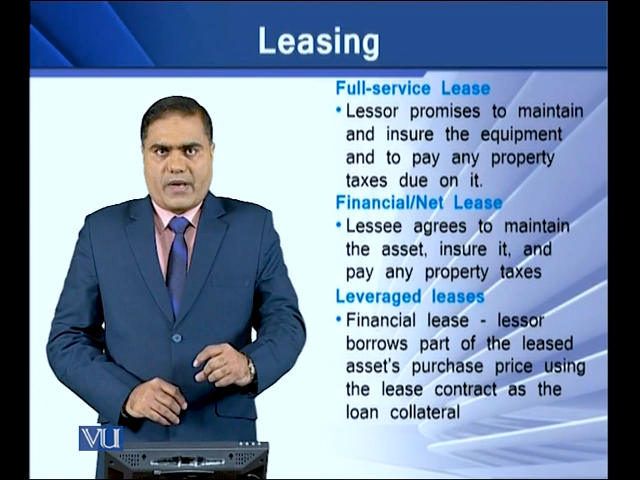 Leasing
Full-service Lease
• Lessor promises to maintain
and insure the equipment
and to pay any property
taxes due on it.
Financial/Net Lease
• Lessee agrees to maintain
the asset, insure it, and
pay any property taxes
Leveraged leases
• Financial lease - lessor
borrows part of the leased
asset's purchase price using
the lease contract as the
loan collateral
VU